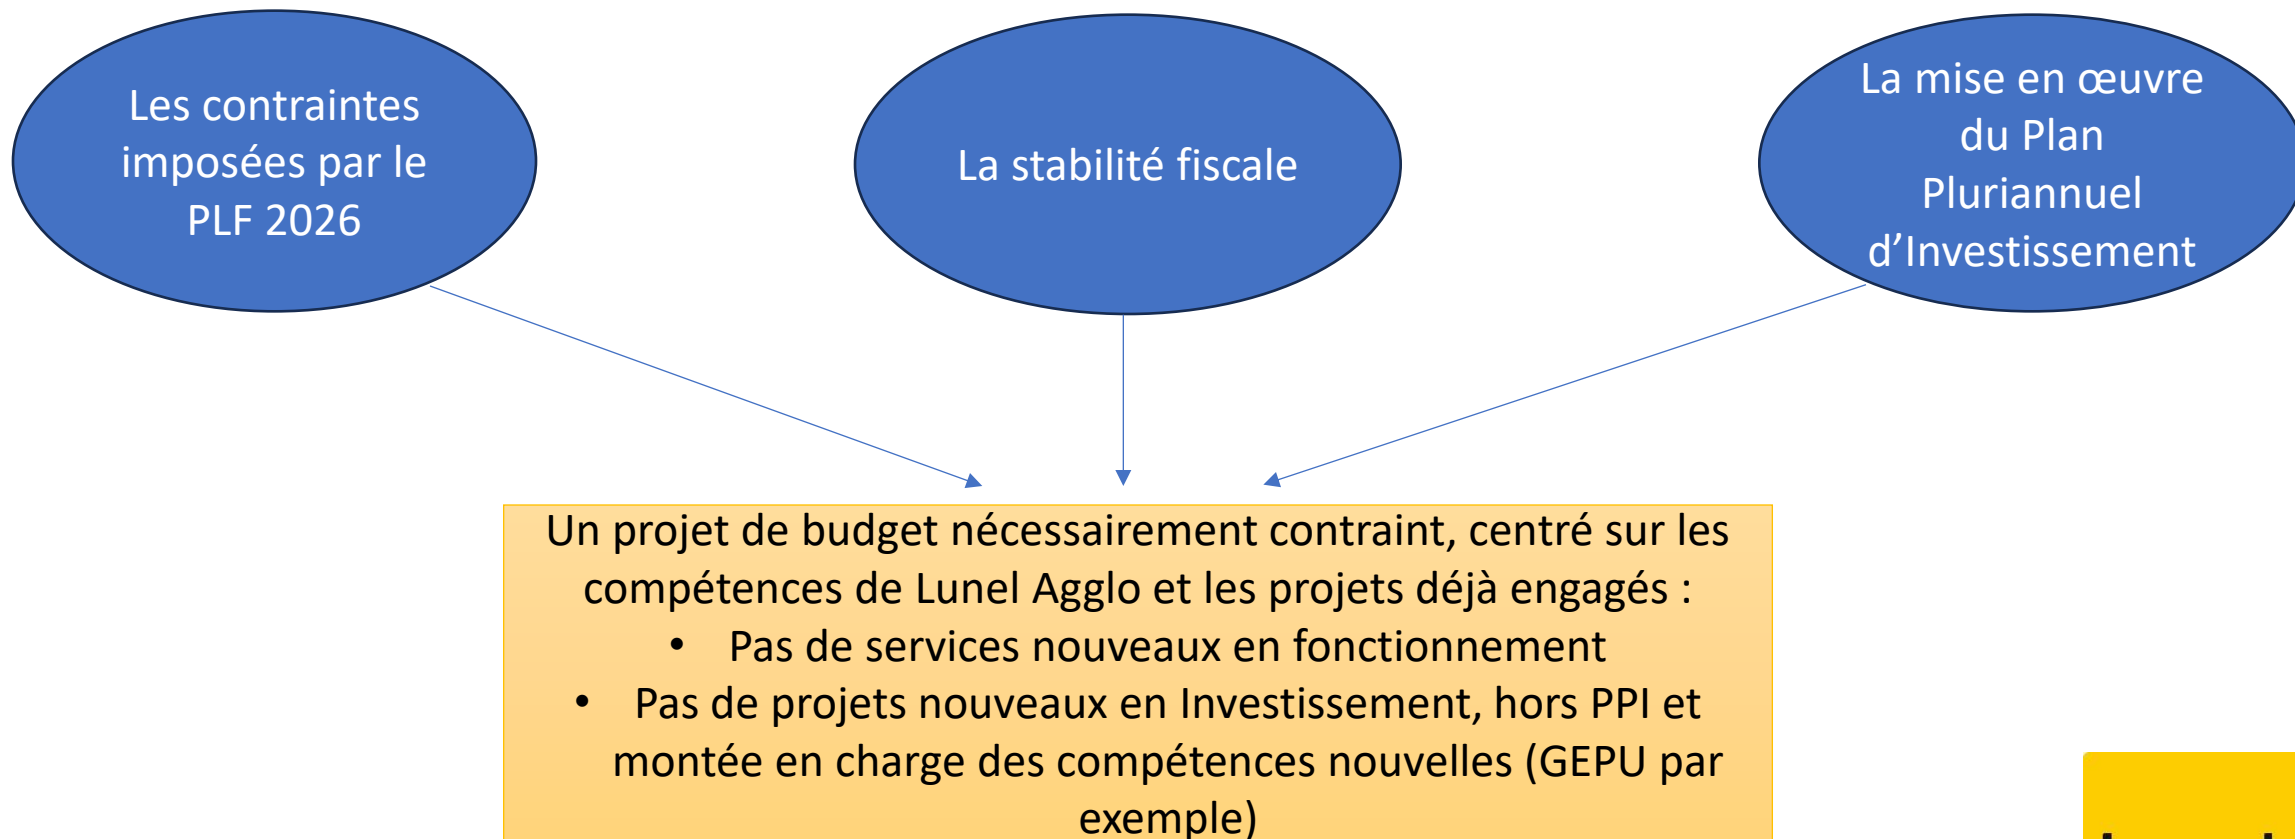 Les contraintes
imposées par le
PLF 2026
La stabilité fiscale
La mise en œuvre
du Plan
Pluriannuel
d’Investissement
Un projet de budget nécessairement contraint, centré sur les
compétences de Lunel Agglo et les projets déjà engagés :
• Pas de services nouveaux en fonctionnement
• Pas de projets nouveaux en Investissement, hors PPI et
montée en charge des compétences nouvelles (GEPU par
exemple)